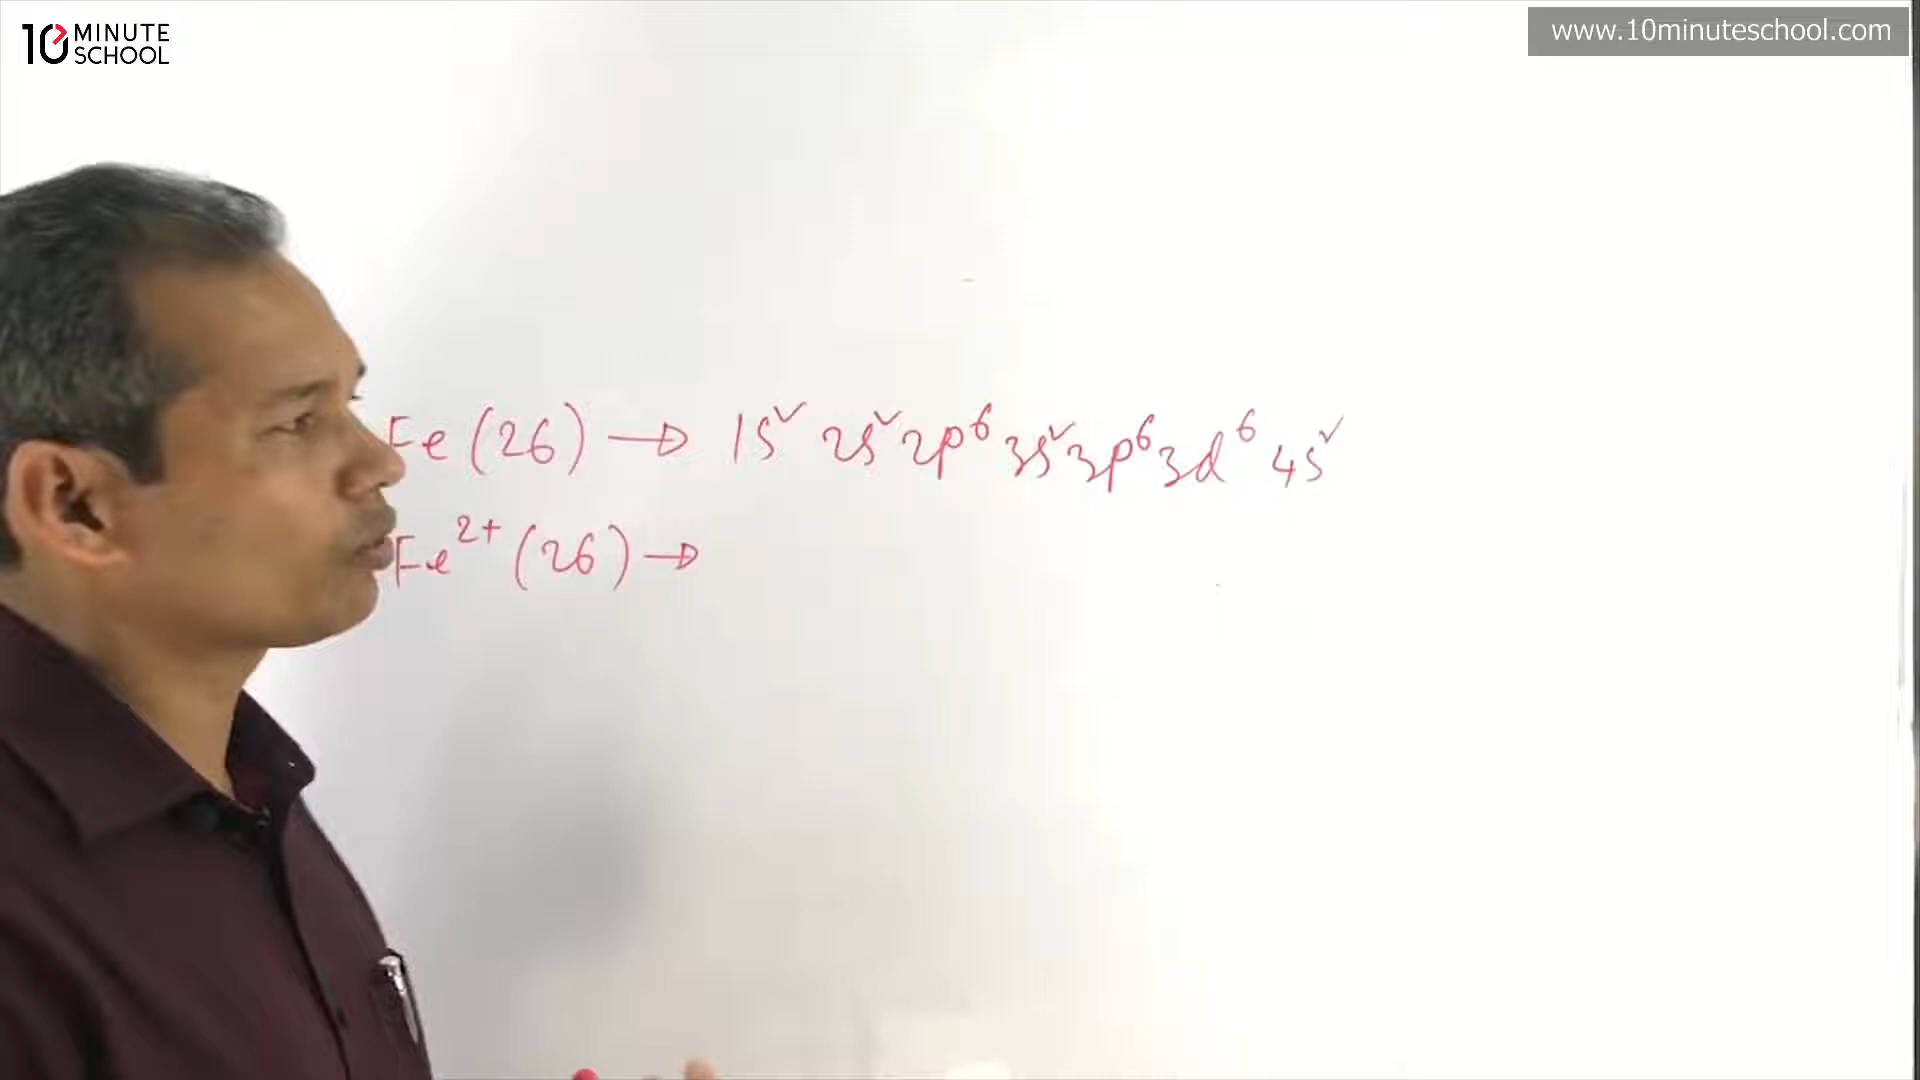 10 MINUTE SCHOOL
www.10minuteschool.com
Fe (26) → 1s² 2s² 2p⁶ 3s² 3p⁶ 3d⁶ 4s²
Fe²⁺ (26) →